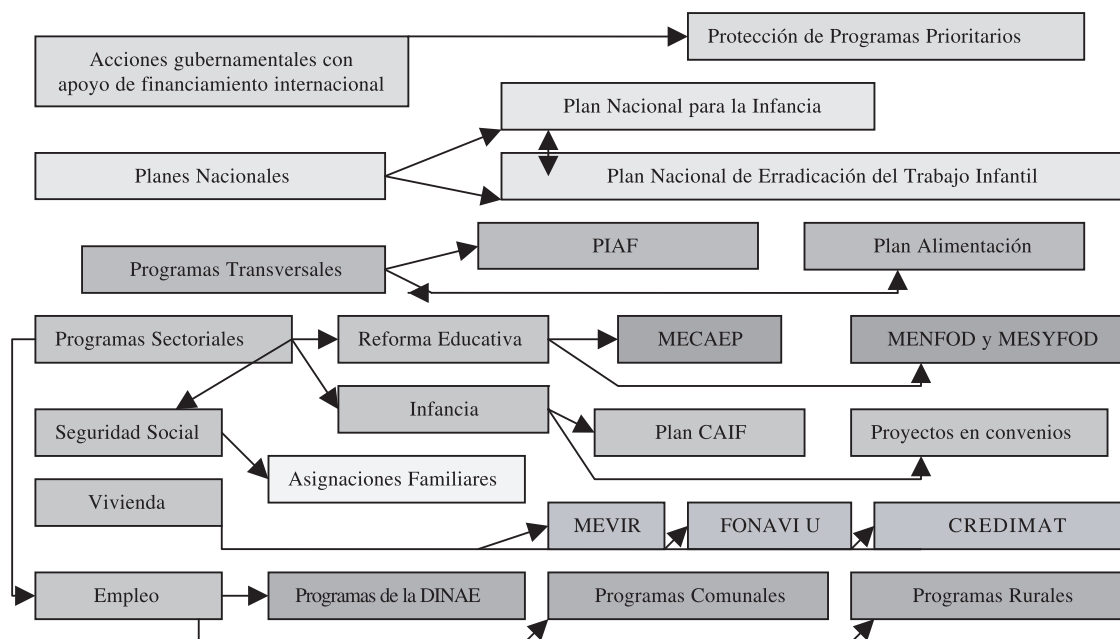 Protección de Programas Prioritarios
Acciones gubernamentales con
apoyo de financiamiento internacional
Plan Nacional para la Infancia
Planes Nacionales
Plan Nacional de Erradicación del Trabajo Infantil
PIAF
Plan Alimentación
Programas Transversales
Programas Sectoriales
Reforma Educativa
MECAEP
MENFOD y MESYFOD
Infancia
Seguridad Social
Plan CAIF
Proyectos en convenios
Asignaciones Familiares
Vivienda
MEVIR
FONAVI U
CREDIMAT
Empleo
Programas de la DINAE
Programas Comunales
Programas Rurales